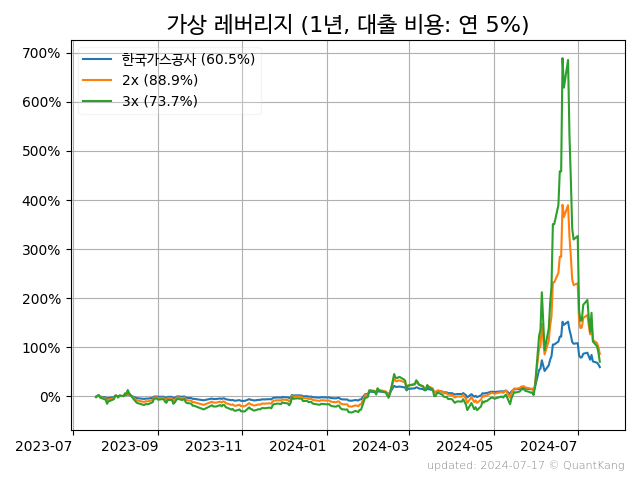 가상 레버리지 (1년, 대출 비용: 연 5%)
700%
600%
500%
400%
300%
200%
100%
0%
한국가스공사 (60.5%)
2x (88.9%)
3x (73.7%)
2023-07 2023-09 2023-11 2024-01 2024-03 2024-05 2024-07
updated: 2024-07-17 © QuantKang